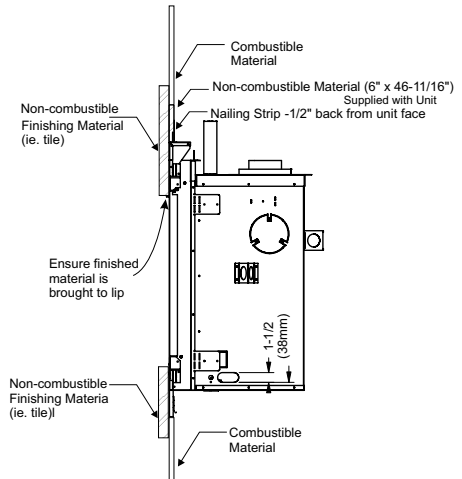 Combustible
Material
Non-combustible Material (6" x 46-11/16")
Supplied with Unit
Nailing Strip -1/2" back from unit face
Non-combustible
Finishing Material
(ie. tile)
Ensure finished
material is
brought to lip
1-1/2
(38mm)
Non-combustible
Finishing Materia
(ie. tile)l
Combustible
Material